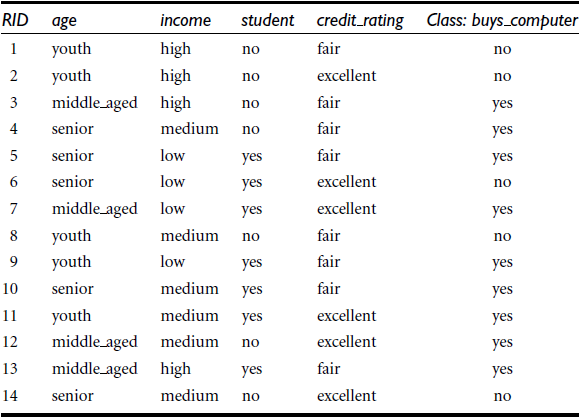 RID age income student credit_rating Class: buys_computer
1 youth high no fair no
2 youth high no excellent no
3 middle_aged high no fair yes
4 senior medium no fair yes
5 senior low yes fair yes
6 senior low yes excellent no
7 middle_aged low yes excellent yes
8 youth medium no fair no
9 youth low yes fair yes
10 senior medium yes fair yes
11 youth medium yes excellent yes
12 middle_aged medium no excellent yes
13 middle_aged high yes fair yes
14 senior medium no excellent no